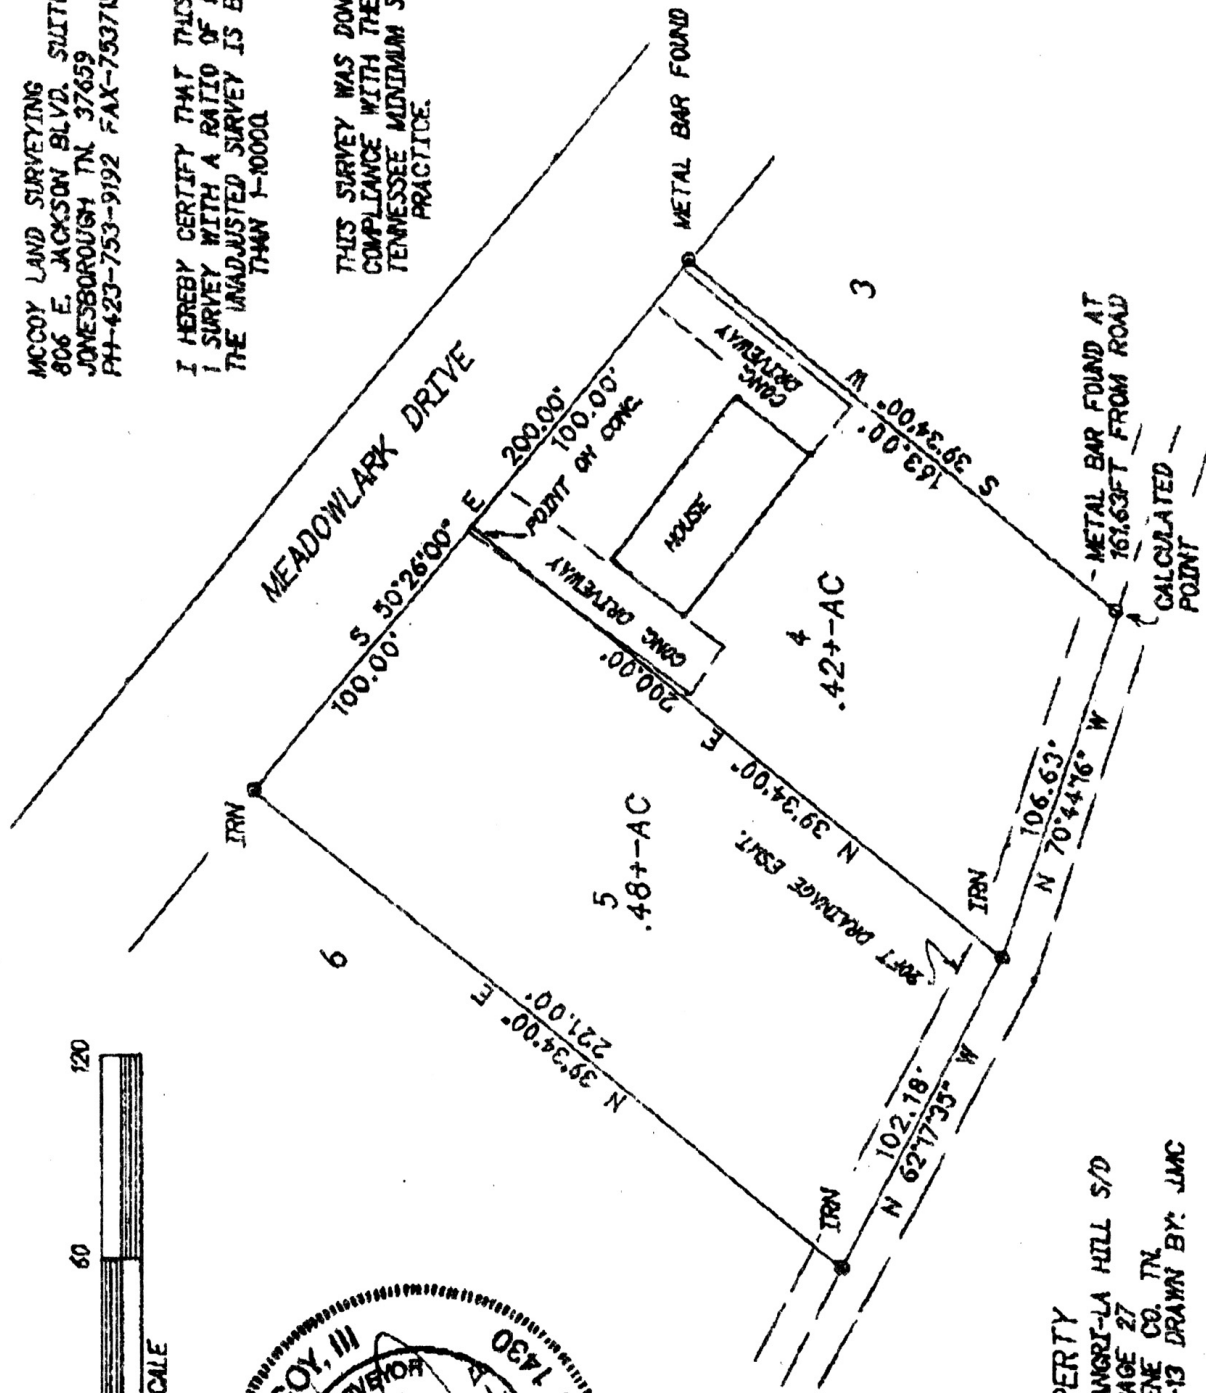 MCCOY LAND SURVEYING
806 E. JACKSON BLVD.
JONESBOROUGH TN. 37659
PH-423-753-9192
I HEREBY CERTIFY THAT THIS
SURVEY WITH A RATIO OF
THE UNADJUSTED SURVEY IS
THAN 1-10000.
THIS SURVEY WAS
COMPLIANCE WITH THE
TENNESSEE MINIMUM
PRACTICE.
MEADOWLARK DRIVE
METAL BAR FOUND
IRN
S 50°26'00" E
200.00'
100.00'
100.00'
POINT ON CONC.
CONC.
DRIVEWAY
HOUSE
CONC DRIVEWAY
3
S 39°34'00" W
163.00'
METAL BAR FOUND AT
161.63FT FROM ROAD
CALCULATED
POINT
4
.42+-AC
N 39°34'00" E
200.00'
5
.48+-AC
20FT DRAINAGE ESMT.
6
N 39°34'00" E
221.00'
IRN
106.63'
N 70°44'16" W
IRN
102.18'
N 62°17'35" W
60
120
VEYOR
1430
HILL S/D
27
CO. TN.
13 DRAWN BY: JMC